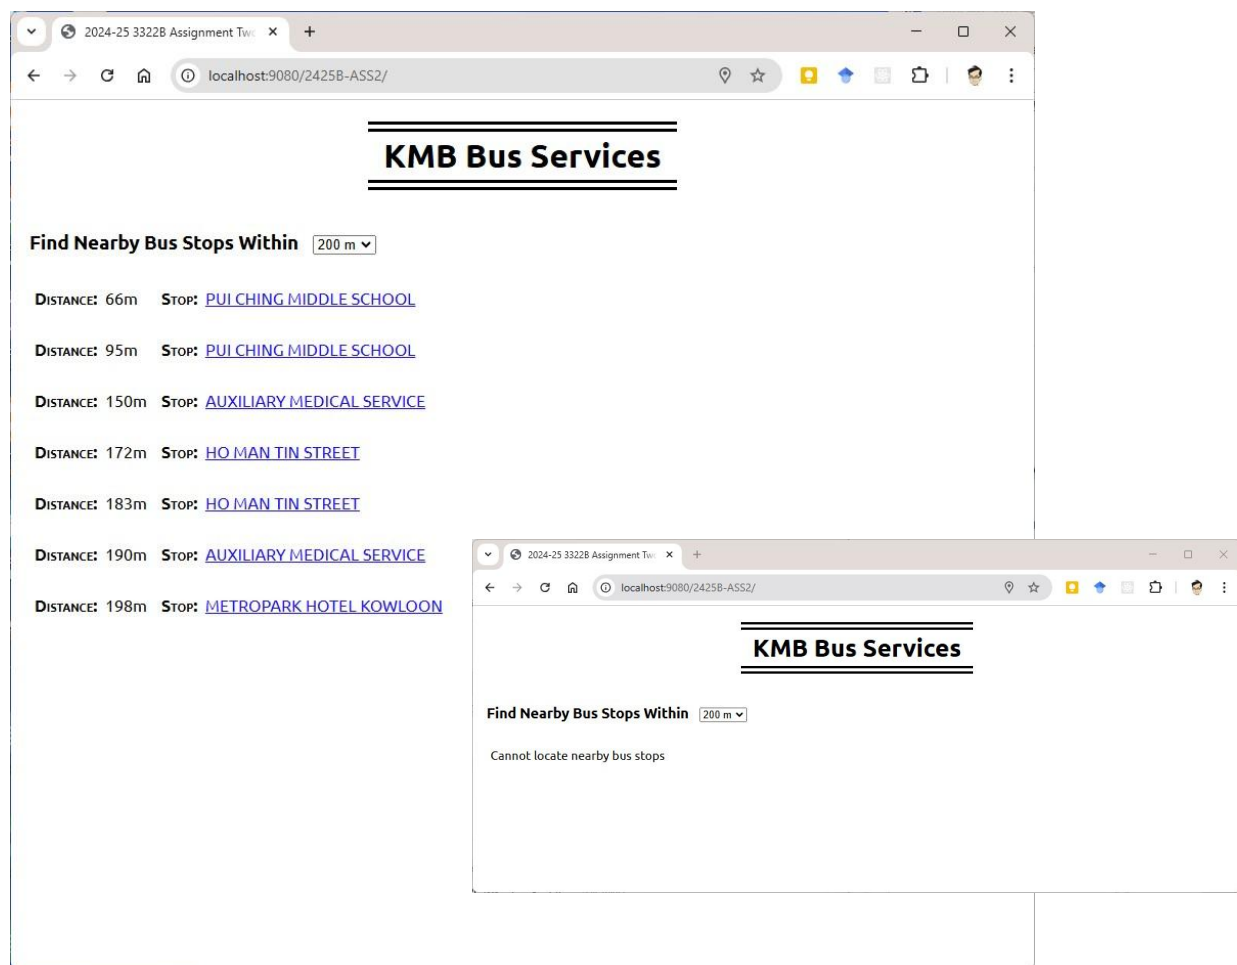 2024-25 3322B Assignment Tw
localhost:9080/2425B-ASS2/
KMB Bus Services
Find Nearby Bus Stops Within 200 m
Distance: 66m Stop: PUI CHING MIDDLE SCHOOL
Distance: 95m Stop: PUI CHING MIDDLE SCHOOL
Distance: 150m Stop: AUXILIARY MEDICAL SERVICE
Distance: 172m Stop: HO MAN TIN STREET
Distance: 183m Stop: HO MAN TIN STREET
Distance: 190m Stop: AUXILIARY MEDICAL SERVICE
Distance: 198m Stop: METROPARK HOTEL KOWLOON
2024-25 3322B Assignment Tw
localhost:9080/2425B-ASS2/
KMB Bus Services
Find Nearby Bus Stops Within 200 m
Cannot locate nearby bus stops